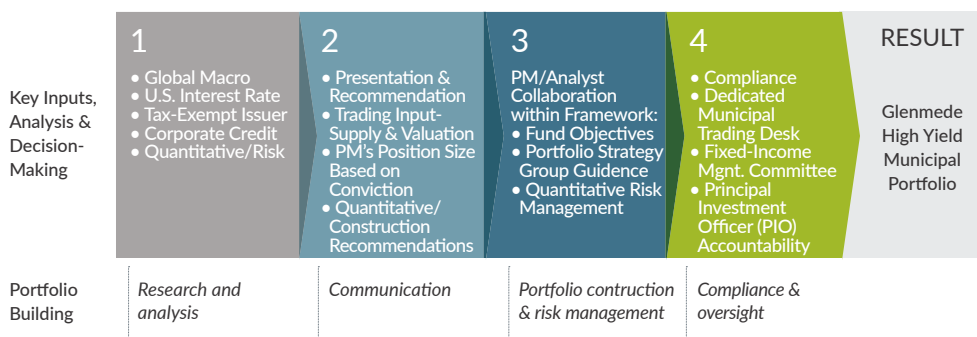 Key Inputs,
Analysis &
Decision-
Making
1
• Global Macro
• U.S. Interest Rate
• Tax-Exempt Issuer
• Corporate Credit
• Quantitative/Risk
2
• Presentation &
Recommendation
• Trading Input-
Supply & Valuation
• PM's Position Size
Based on
Conviction
• Quantitative/
Construction
Recommendations
3
PM/Analyst
Collaboration
within Framework:
• Fund Objectives
• Portfolio Strategy
Group Guidence
• Quantitative Risk
Management
4
• Compliance
• Dedicated
Municipal
Trading Desk
• Fixed-Income
Mgnt. Committee
• Principal
Investment
Officer (PIO)
Accountability
RESULT
Glenmede
High Yield
Municipal
Portfolio
Portfolio
Building
Research and
analysis
Communication
Portfolio contruction
& risk management
Compliance &
oversight